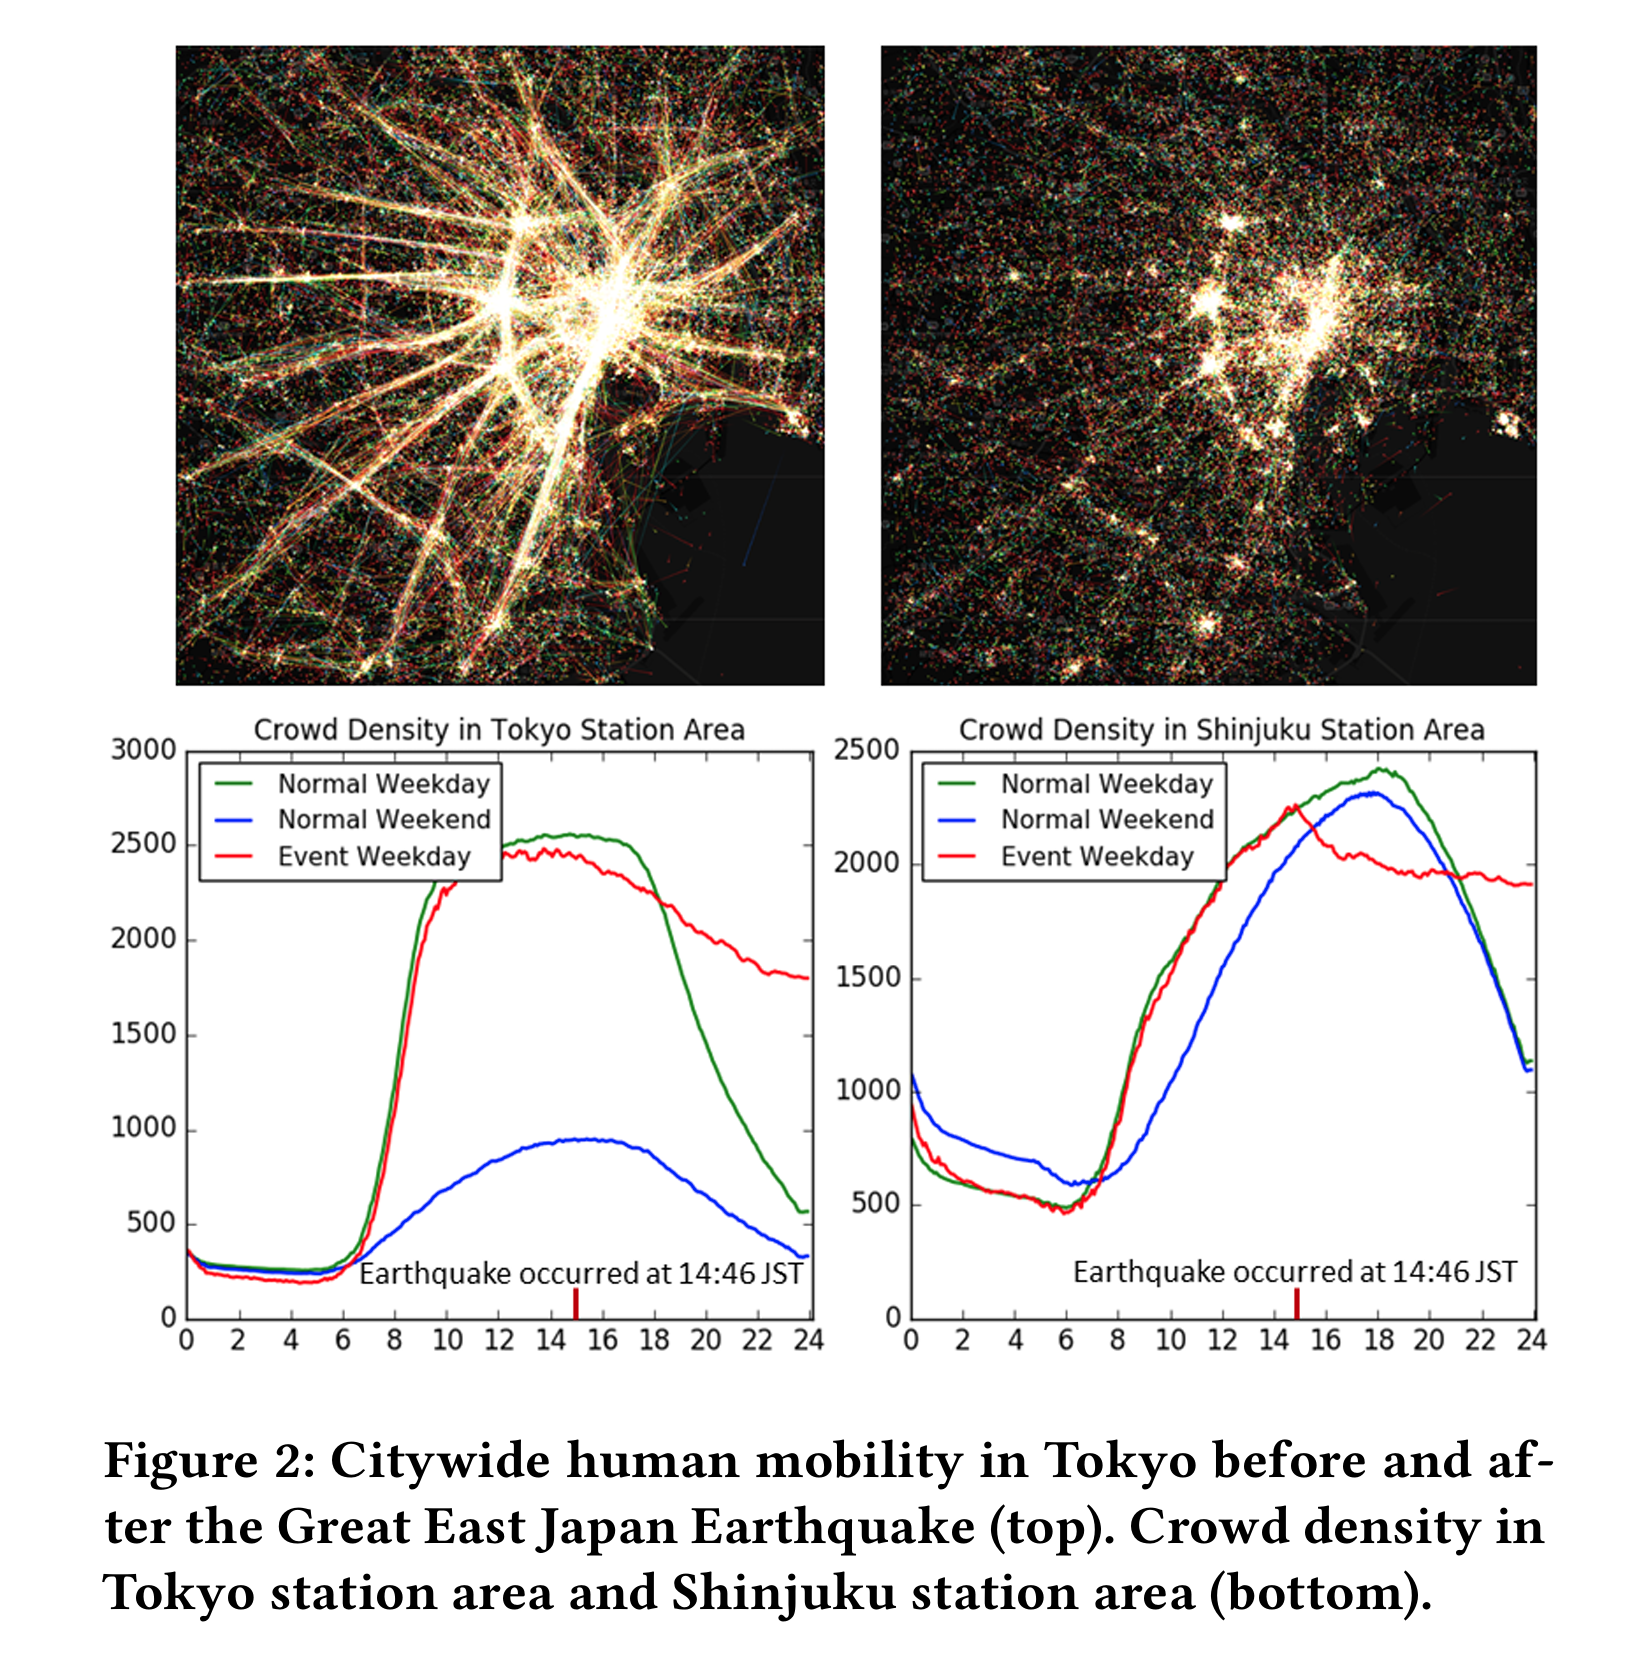 Crowd Density in Tokyo Station Area
3000
2500
2000
1500
1000
500
0
Normal Weekday
Normal Weekend
Event Weekday
Earthquake occurred at 14:46 JST
0 2 4 6 8 10 12 14 16 18 20 22 24
Crowd Density in Shinjuku Station Area
2500
2000
1500
1000
500
0
Normal Weekday
Normal Weekend
Event Weekday
Earthquake occurred at 14:46 JST
0 2 4 6 8 10 12 14 16 18 20 22 24
Figure 2: Citywide human mobility in Tokyo before and af-
ter the Great East Japan Earthquake (top). Crowd density in
Tokyo station area and Shinjuku station area (bottom).